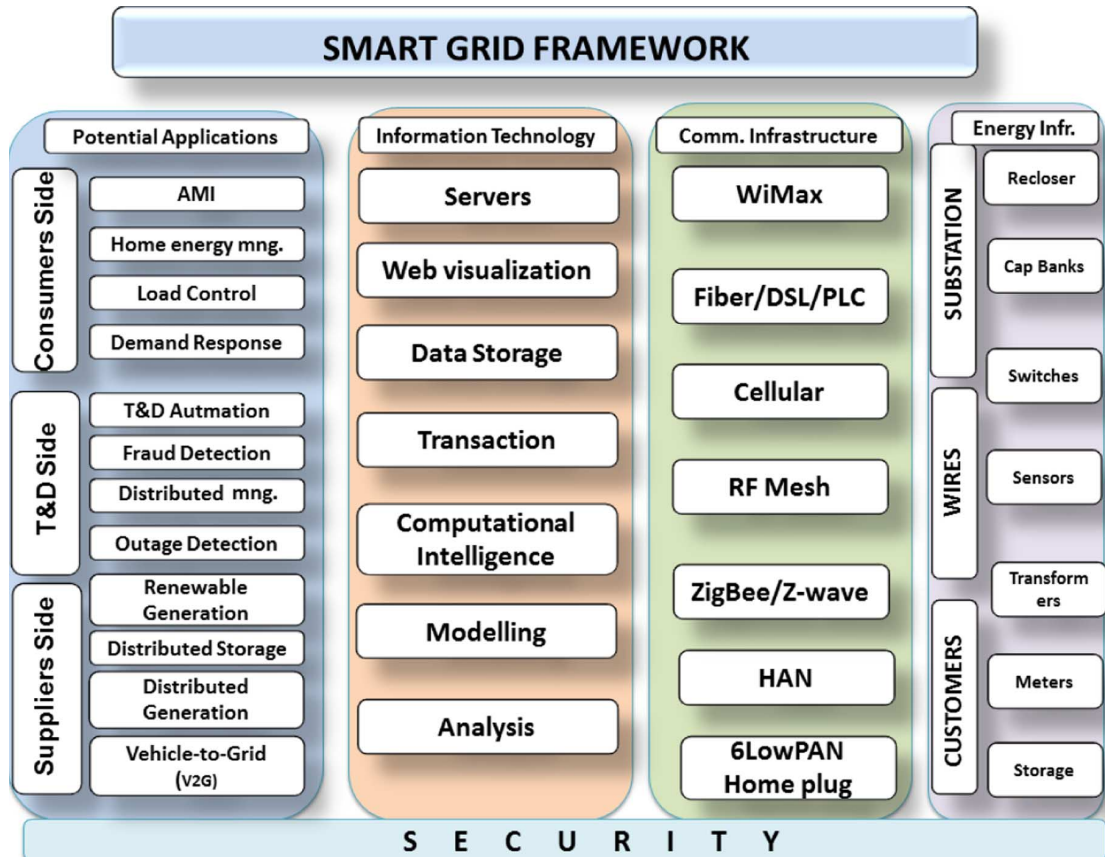 SMART GRID FRAMEWORK
Potential Applications
Consumers Side
AMI
Home energy mng.
Load Control
Demand Response
T&D Side
T&D Autmation
Fraud Detection
Distributed mng.
Outage Detection
Suppliers Side
Renewable
Generation
Distributed Storage
Distributed
Generation
Vehicle-to-Grid
(V2G)
Information Technology
Servers
Web visualization
Data Storage
Transaction
Computational
Intelligence
Modelling
Analysis
Comm. Infrastructure
WiMax
Fiber/DSL/PLC
Cellular
RF Mesh
ZigBee/Z-wave
HAN
6LowPAN
Home plug
Energy Infr.
SUBSTATION
WIRES
CUSTOMERS
Recloser
Cap Banks
Switches
Sensors
Transform
ers
Meters
Storage
S E C U R I T Y